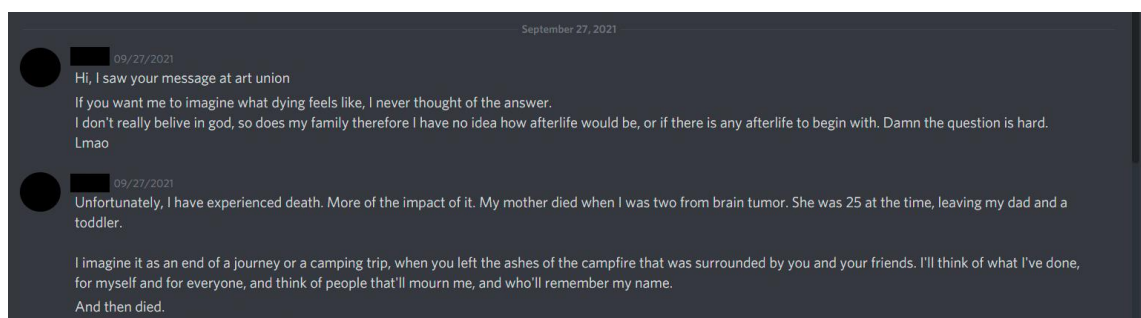 September 27, 2021
09/27/2021
Hi, I saw your message at art union
If you want me to imagine what dying feels like, I never thought of the answer.
I don't really belive in god, so does my family therefore I have no idea how afterlife would be, or if there is any afterlife to begin with. Damn the question is hard.
Lmao
09/27/2021
Unfortunately, I have experienced death. More of the impact of it. My mother died when I was two from brain tumor. She was 25 at the time, leaving my dad and a
toddler.
I imagine it as an end of a journey or a camping trip, when you left the ashes of the campfire that was surrounded by you and your friends. I'll think of what I've done,
for myself and for everyone, and think of people that'll mourn me, and who'll remember my name.
And then died.